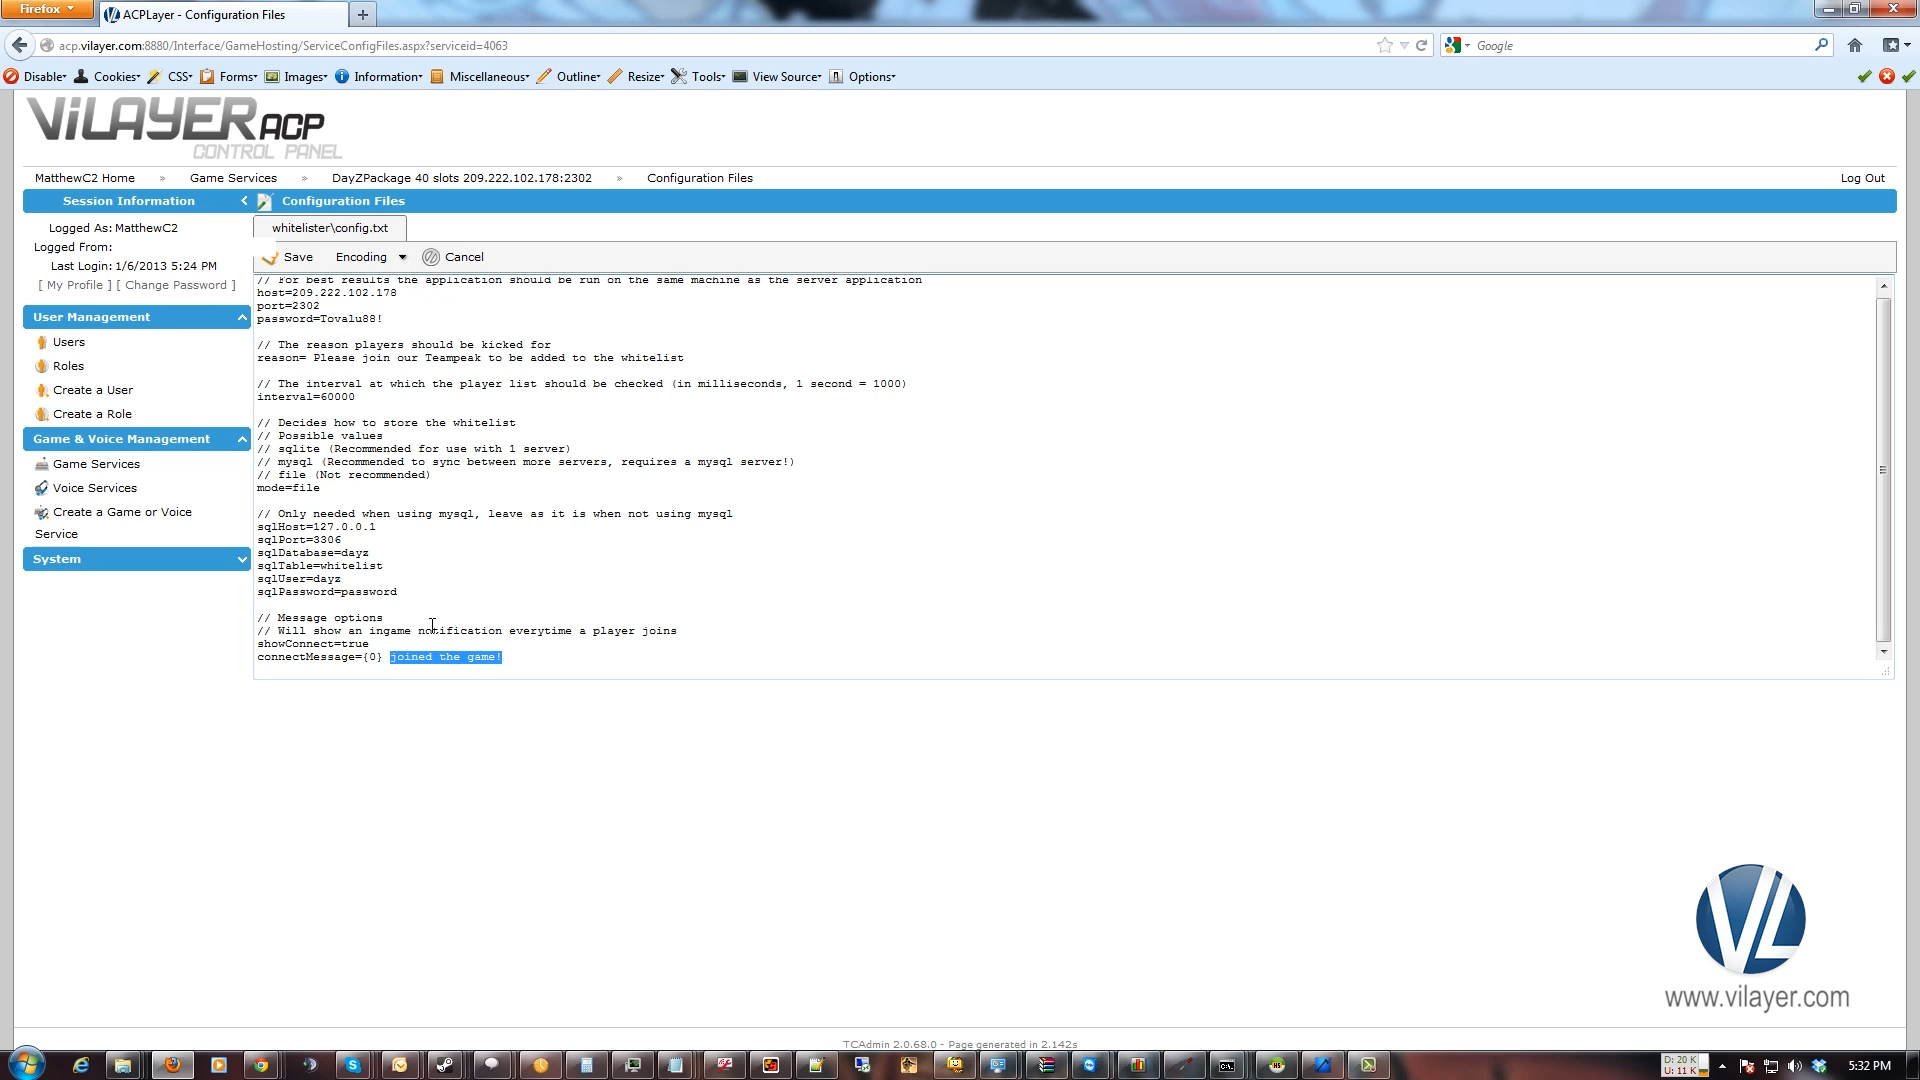 Firefox
ACPLayer - Configuration Files
acp.vilayer.com:8880/Interface/GameHosting/ServiceConfigFiles.aspx?serviceid=4063
Google
Disable
Cookies
CSS
Forms
Images
Information
Miscellaneous
Outline
Resize
Tools
View Source
Options
ViLAYER ACP
CONTROL PANEL
MatthewC2 Home » Game Services » DayZPackage 40 slots 209.222.102.178:2302 » Configuration Files
Log Out
Session Information
Configuration Files
Logged As: MatthewC2
Logged From:
Last Login: 1/6/2013 5:24 PM
[ My Profile ] [ Change Password ]
User Management
Users
Roles
Create a User
Create a Role
Game & Voice Management
Game Services
Voice Services
Create a Game or Voice
Service
System
whitelister\config.txt
Save
Encoding
Cancel
// For best results the application should be run on the same machine as the server application
host=209.222.102.178
port=2302
password=Tovalu88!
// The reason players should be kicked for
reason= Please join our Teampeak to be added to the whitelist
// The interval at which the player list should be checked (in milliseconds, 1 second = 1000)
interval=60000
// Decides how to store the whitelist
// Possible values
// sqlite (Recommended for use with 1 server)
// mysql (Recommended to sync between more servers, requires a mysql server!)
// file (Not recommended)
mode=file
// Only needed when using mysql, leave as it is when not using mysql
sqlHost=127.0.0.1
sqlPort=3306
sqlDatabase=dayz
sqlTable=whitelist
sqlUser=dayz
sqlPassword=password
// Message options
// Will show an ingame notification everytime a player joins
showConnect=true
connectMessage={0} joined the game!
VL
www.vilayer.com
TCAdmin 2.0.68.0 - Page generated in 2.142s
D: 20 K
U: 11 K
5:32 PM